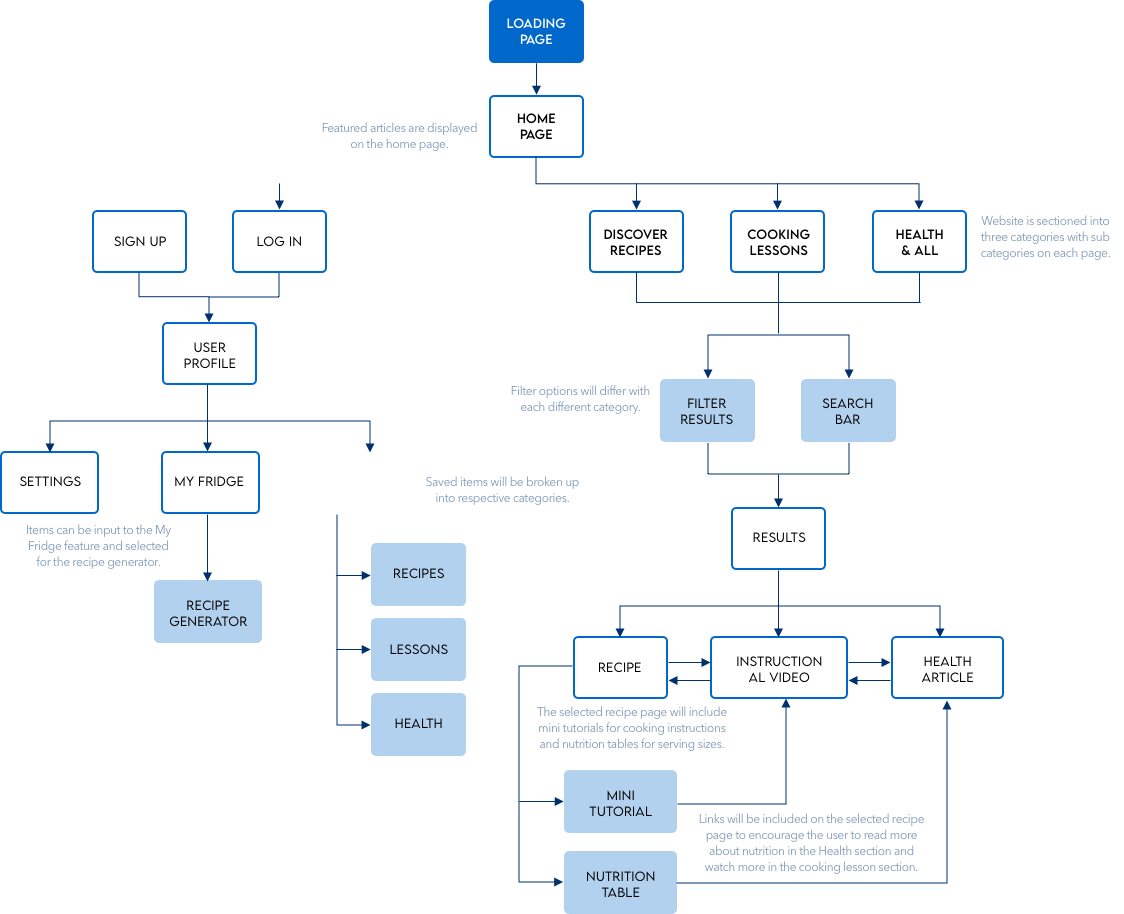 LOADING
PAGE
HOME
PAGE
Featured articles are displayed
on the home page.
SIGN UP
LOG IN
DISCOVER
RECIPES
COOKING
LESSONS
HEALTH
& ALL
Website is sectioned into
three categories with sub
categories on each page.
USER
PROFILE
Filter options will differ with
each different category.
FILTER
RESULTS
SEARCH
BAR
SETTINGS
MY FRIDGE
Saved items will be broken up
into respective categories.
Items can be input to the My
Fridge feature and selected
for the recipe generator.
RESULTS
RECIPE
GENERATOR
RECIPES
LESSONS
HEALTH
RECIPE
INSTRUCTION
AL VIDEO
HEALTH
ARTICLE
The selected recipe page will include
mini tutorials for cooking instructions
and nutrition tables for serving sizes.
MINI
TUTORIAL
Links will be included on the selected recipe
page to encourage the user to read more
about nutrition in the Health section and
watch more in the cooking lesson section.
NUTRITION
TABLE